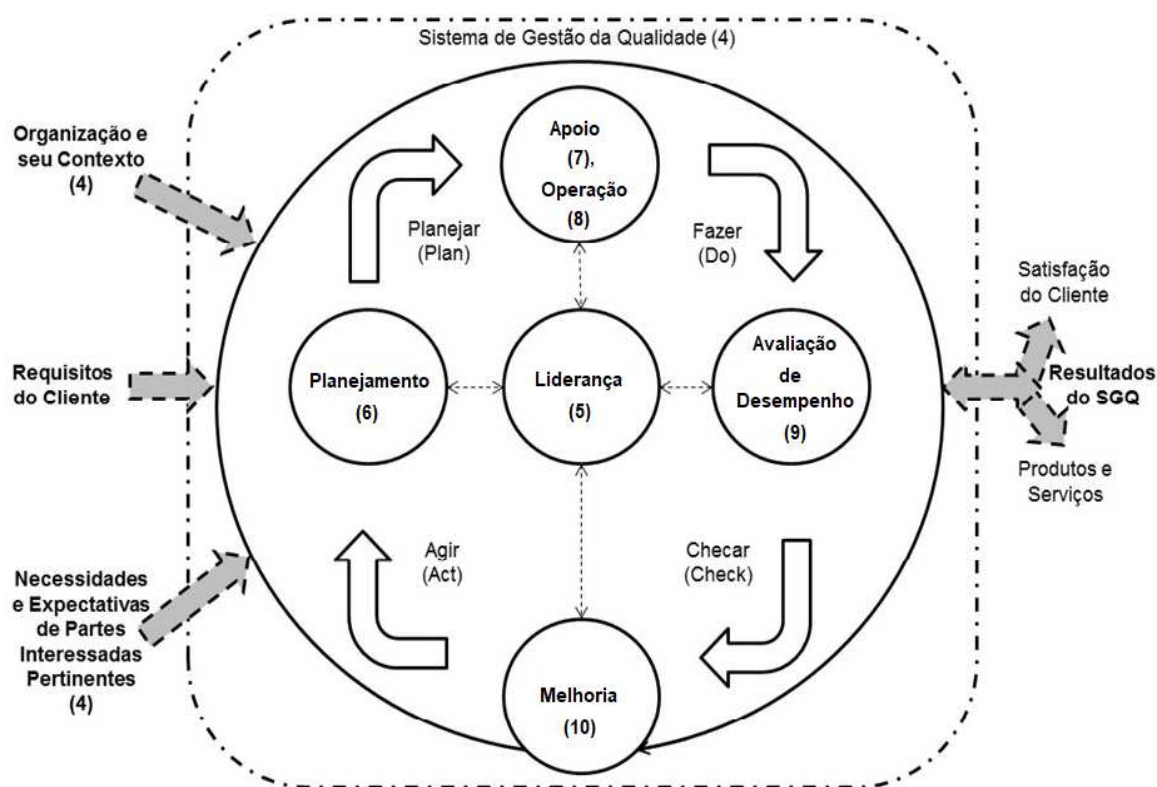 Sistema de Gestão da Qualidade (4)
Organização e
seu Contexto
(4)
Requisitos
do Cliente
Necessidades
e Expectativas
de Partes
Interessadas
Pertinentes
(4)
Apoio
(7),
Operação
(8)
Planejar
(Plan)
Fazer
(Do)
Planejamento
(6)
Liderança
(5)
Avaliação
de
Desempenho
(9)
Agir
(Act)
Checar
(Check)
Melhoria
(10)
Satisfação
do Cliente
Resultados
do SGQ
Produtos e
Serviços